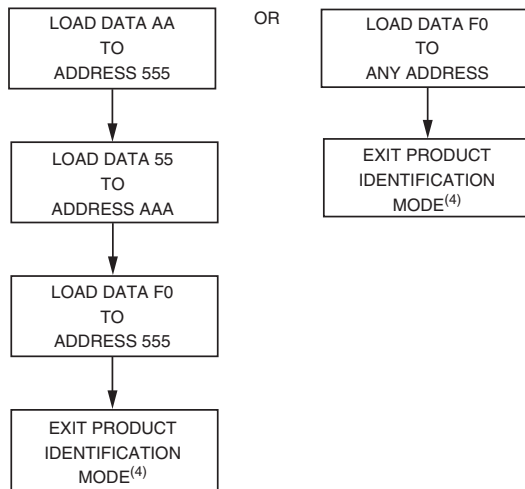 LOAD DATA AA
TO
ADDRESS 555
LOAD DATA 55
TO
ADDRESS AAA
LOAD DATA F0
TO
ADDRESS 555
EXIT PRODUCT
IDENTIFICATION
MODE(4)
OR
LOAD DATA F0
TO
ANY ADDRESS
EXIT PRODUCT
IDENTIFICATION
MODE(4)